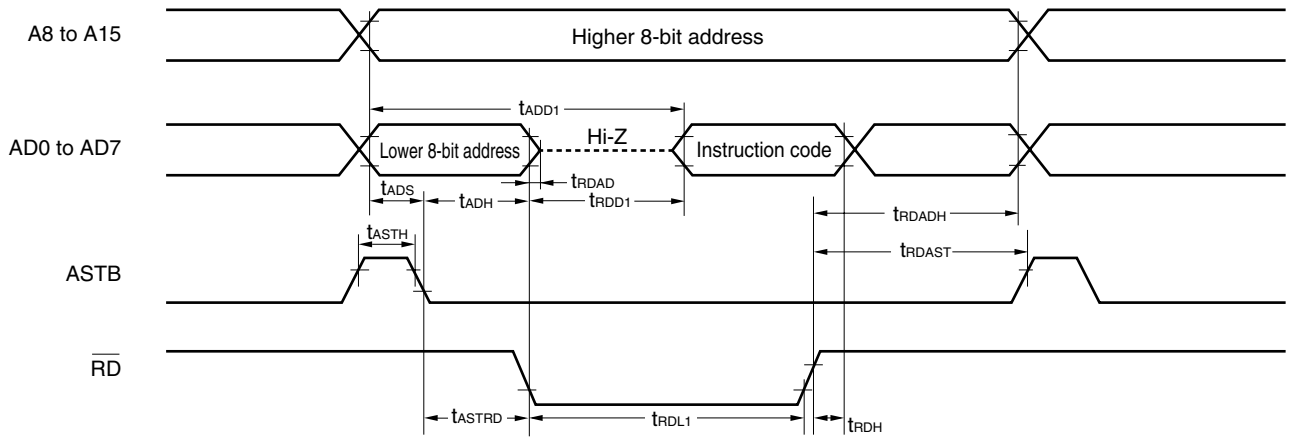 A8 to A15
Higher 8-bit address
tADD1
AD0 to AD7
Lower 8-bit address
Hi-Z
Instruction code
tRDAD
tADS
tADH
tRDD1
tRDADH
tASTH
tRDAST
ASTB
RD
tASTRD
tRDL1
tRDH